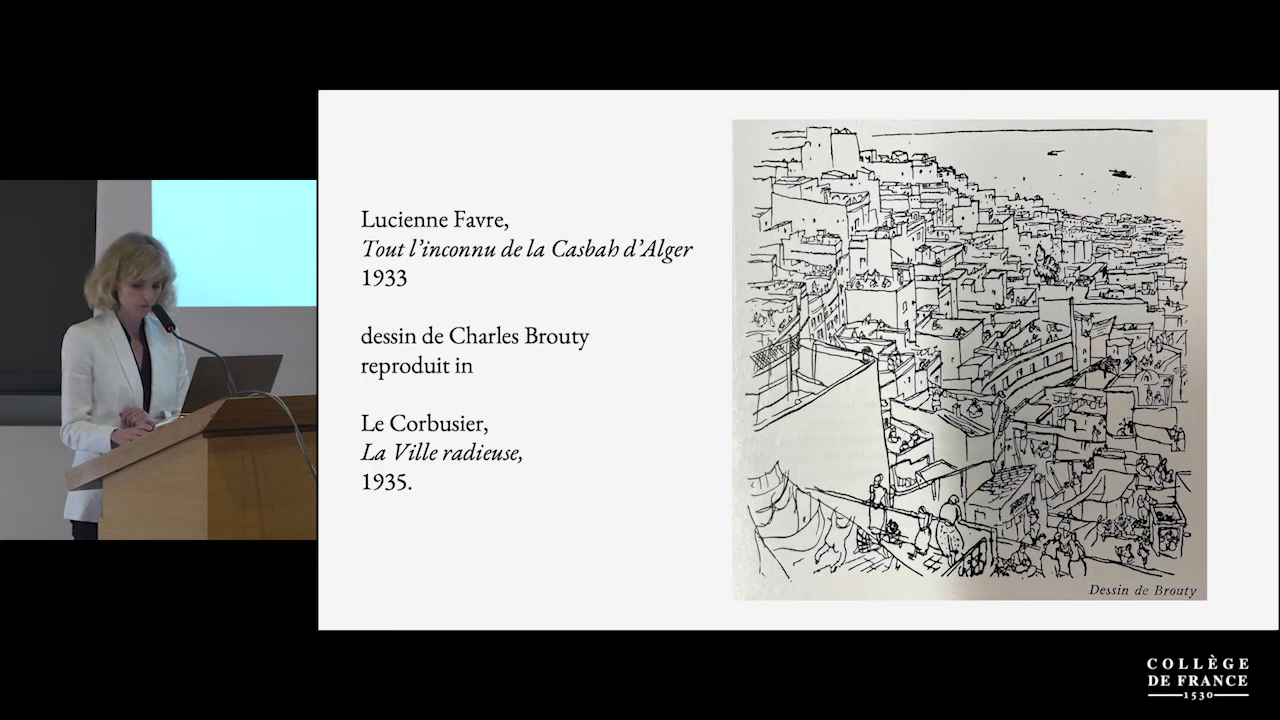 Lucienne Favre,
Tout l’inconnu de la Casbah d’Alger
1933
dessin de Charles Brouty
reproduit in
Le Corbusier,
La Ville radieuse,
1935.
Dessin de Brouty
COLLÈGE
DE FRANCE
1530